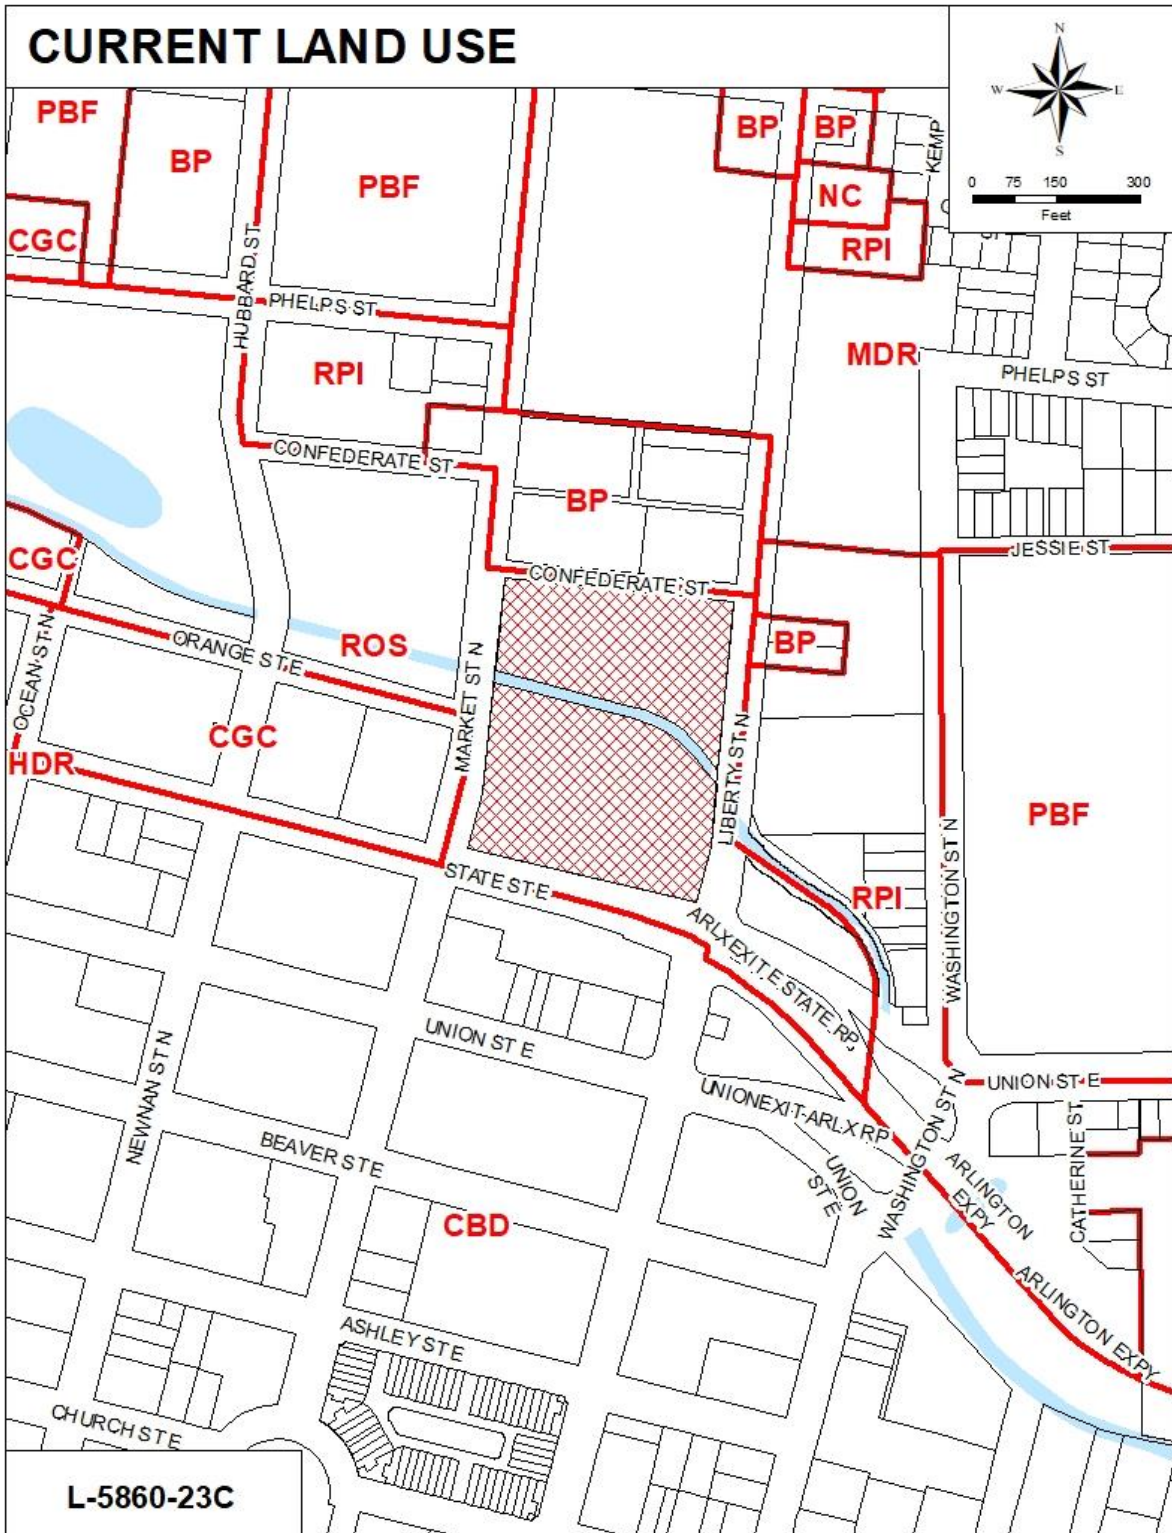 CURRENT LAND USE
N
W
E
S
0 75 150 300
Feet
PBF
BP
PBF
BP
BP
KEMP
NC
CGC
RPI
HUBBARD ST
PHELPS ST
RPI
MDR
PHELPS ST
CONFEDERATE ST
BP
JESSIE ST
CGC
CONFEDERATE ST
OCEAN ST N
ORANGE ST E
ROS
MARKET ST N
BP
CGC
HDR
LIBERTY ST N
PBF
STATE ST E
RPI
WASHINGTON ST N
ARLX EXIT E STATE RP
UNION ST E
NEWNAN ST N
UNION EXIT-ARLX RP
UNION ST E
BEAVER ST E
UNION
ST E
WASHINGTON ST N
ARLINGTON
EXPY
CATHERINE ST
CBD
ARLINGTON EXPY
ASHLEY ST E
CHURCH ST E
L-5860-23C